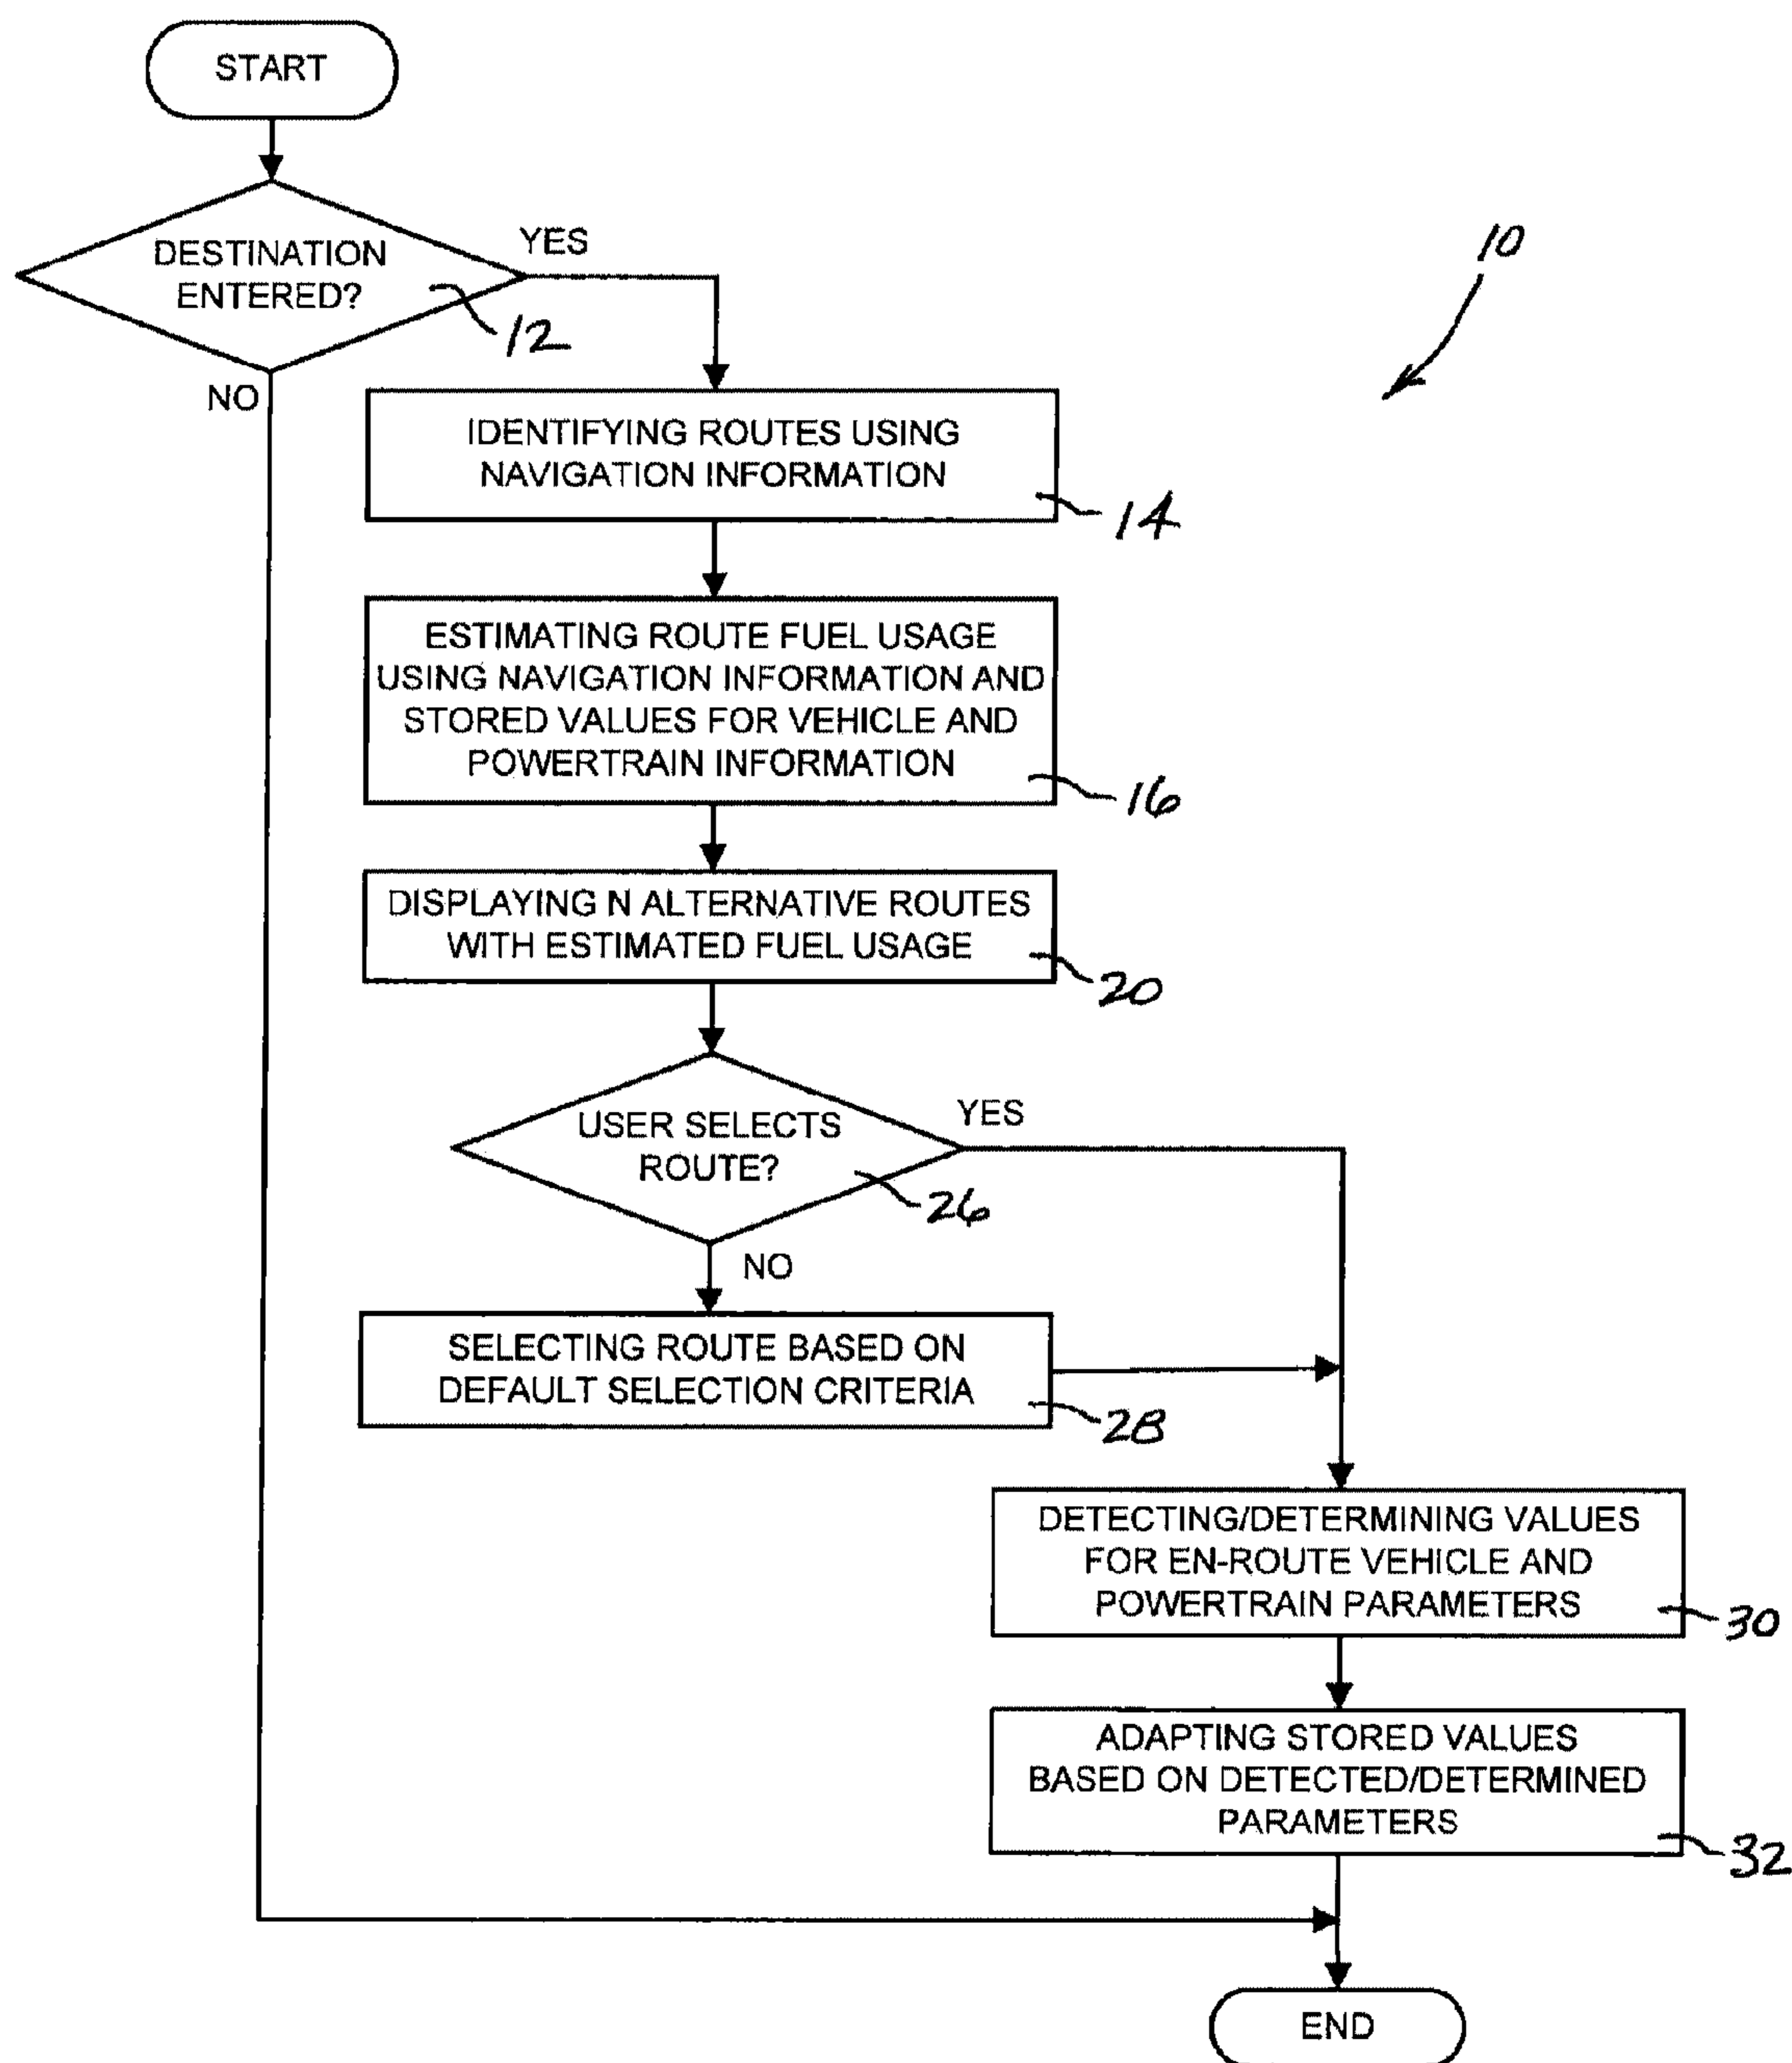 START
DESTINATION
ENTERED?
YES
12
10
NO
IDENTIFYING ROUTES USING
NAVIGATION INFORMATION
14
ESTIMATING ROUTE FUEL USAGE
USING NAVIGATION INFORMATION AND
STORED VALUES FOR VEHICLE AND
POWERTRAIN INFORMATION
16
DISPLAYING N ALTERNATIVE ROUTES
WITH ESTIMATED FUEL USAGE
20
USER SELECTS
ROUTE?
YES
26
NO
SELECTING ROUTE BASED ON
DEFAULT SELECTION CRITERIA
28
DETECTING/DETERMINING VALUES
FOR EN-ROUTE VEHICLE AND
POWERTRAIN PARAMETERS
30
ADAPTING STORED VALUES
BASED ON DETECTED/DETERMINED
PARAMETERS
32
END